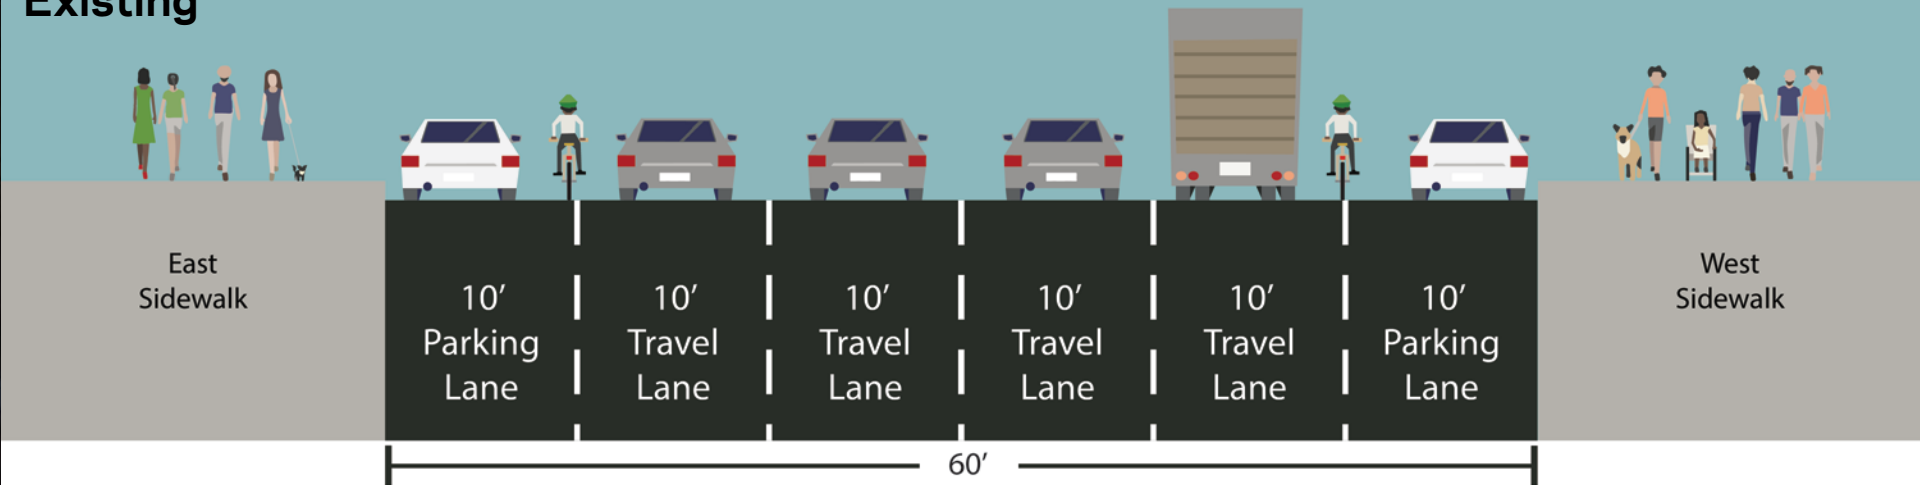 Existing
East
Sidewalk
10’
Parking
Lane
10’
Travel
Lane
10’
Travel
Lane
10’
Travel
Lane
10’
Travel
Lane
10’
Parking
Lane
West
Sidewalk
60’